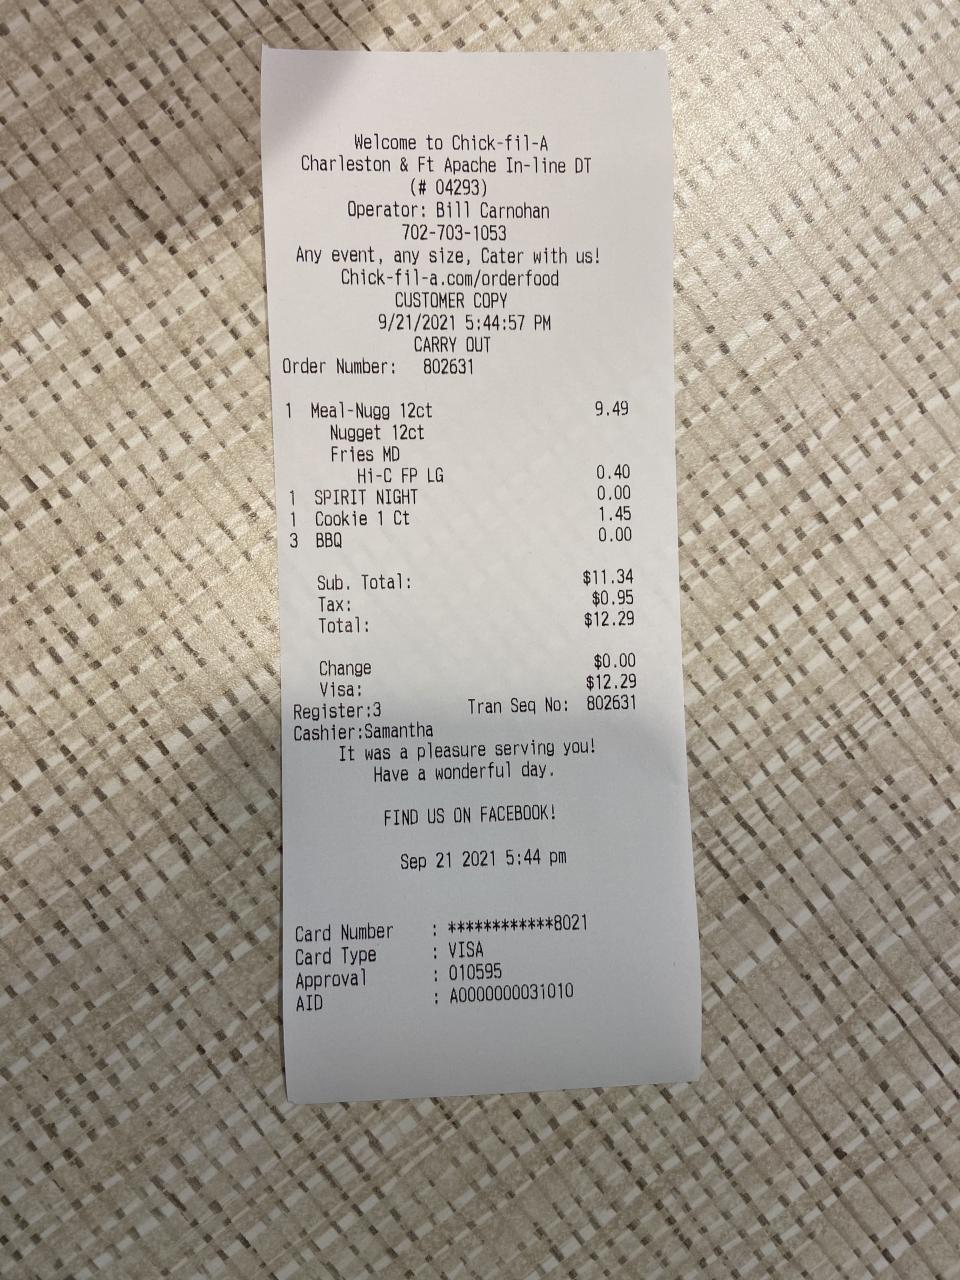 Welcome to Chick-fil-A
Charleston & Ft Apache In-line DT
(# 04293)
Operator: Bill Carnohan
702-703-1053
Any event, any size, Cater with us!
Chick-fil-a.com/orderfood
CUSTOMER COPY
9/21/2021 5:44:57 PM
CARRY OUT
Order Number: 802631
1 Meal-Nugg 12ct 9.49
Nugget 12ct
Fries MD
Hi-C FP LG 0.40
1 SPIRIT NIGHT 0.00
1 Cookie 1 Ct 1.45
3 BBQ 0.00
Sub. Total: $11.34
Tax: $0.95
Total: $12.29
Change $0.00
Visa: $12.29
Register:3 Tran Seq No: 802631
Cashier:Samantha
It was a pleasure serving you!
Have a wonderful day.
FIND US ON FACEBOOK!
Sep 21 2021 5:44 pm
Card Number : ************8021
Card Type : VISA
Approval : 010595
AID : A0000000031010